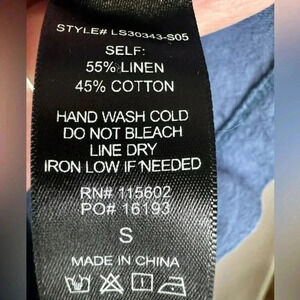 STYLE# LS30343-S05
SELF:
55% LINEN
45% COTTON
HAND WASH COLD
DO NOT BLEACH
LINE DRY
IRON LOW IF NEEDED
RN# 115602
PO# 16193
S
MADE IN CHINA